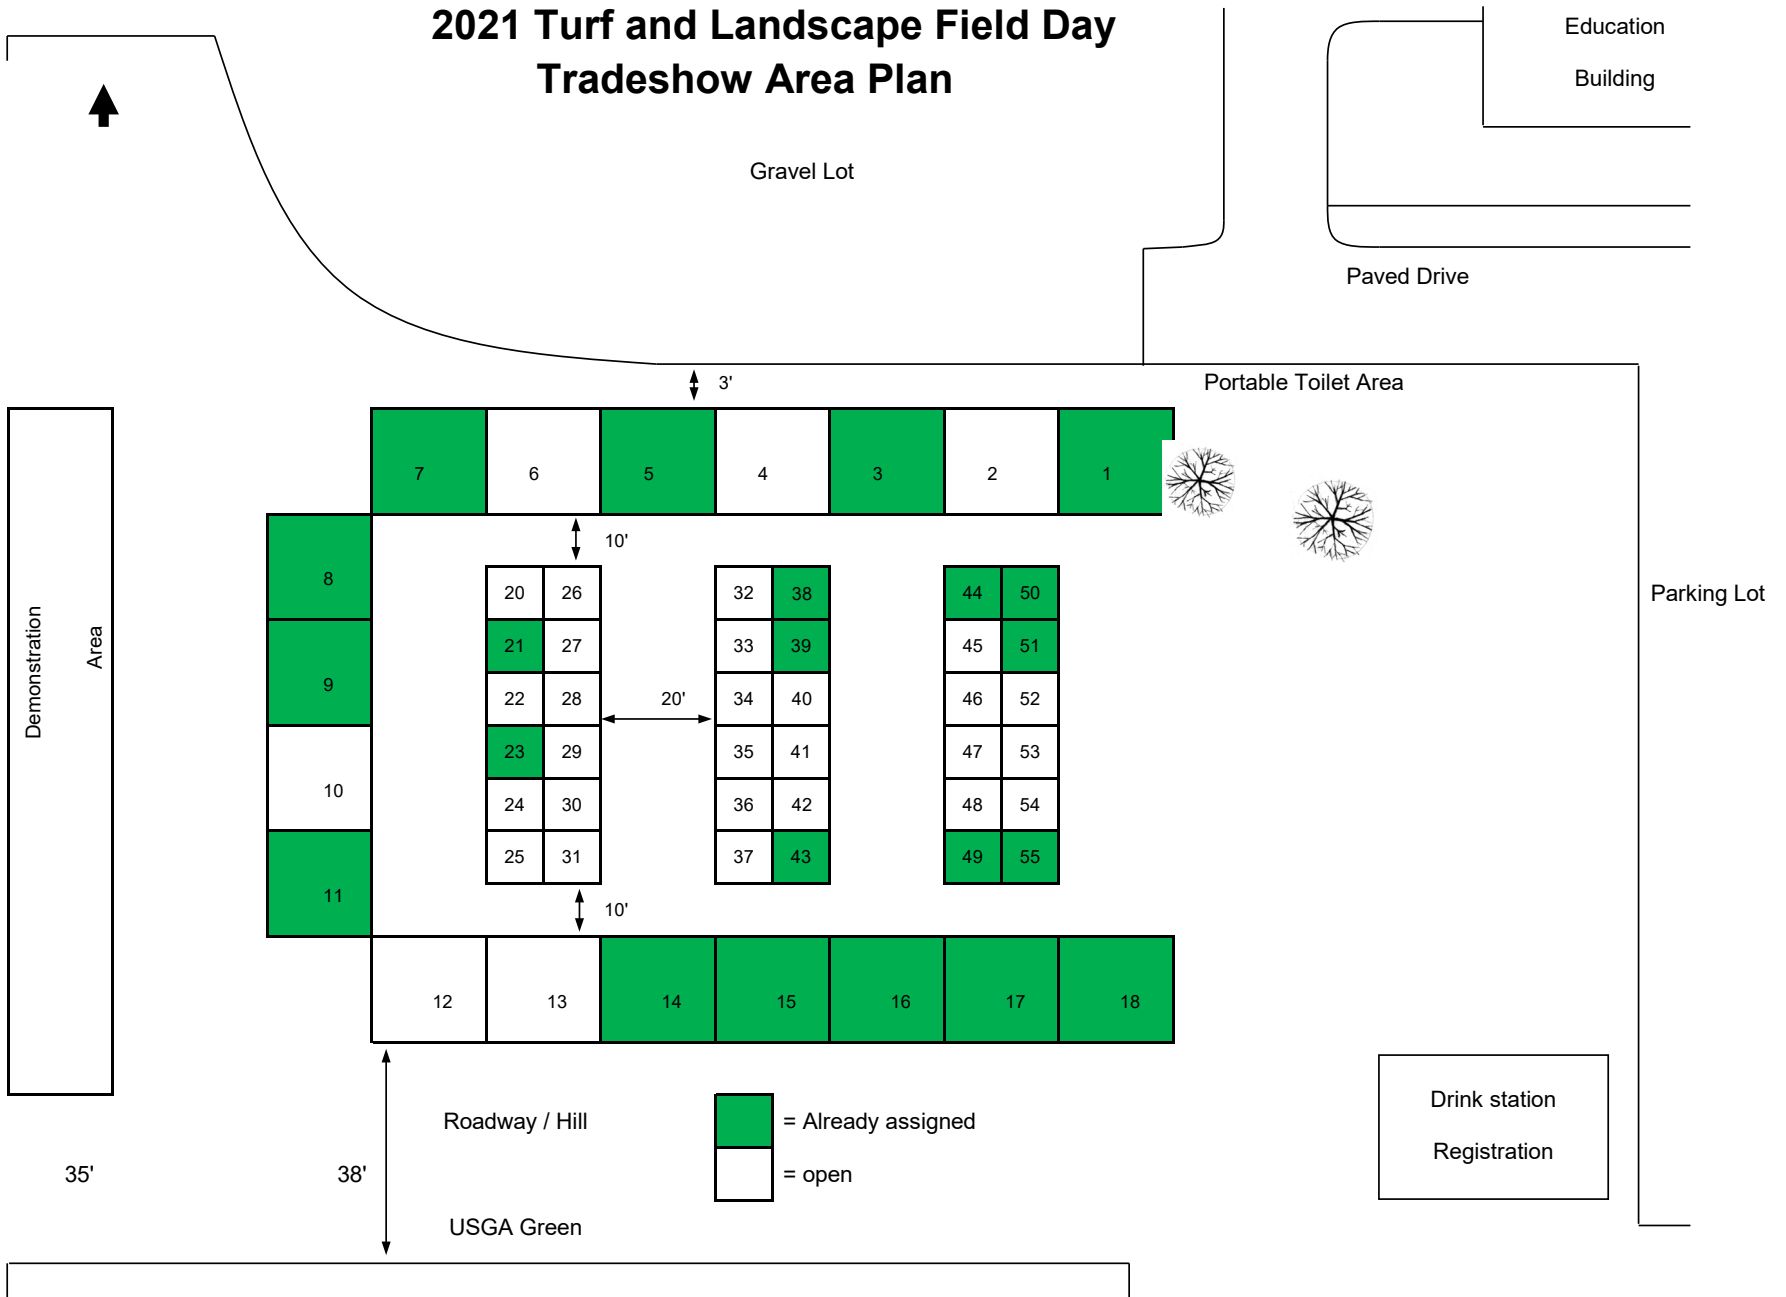 2021 Turf and Landscape Field Day
Tradeshow Area Plan
Education
Building
Gravel Lot
Paved Drive
3'
Portable Toilet Area
7 6 5 4 3 2 1
10'
8
20 26 32 38 44 50
Parking Lot
Demonstration
Area
21 27 33 39 45 51
9
22 28 20' 34 40 46 52
23 29 35 41 47 53
10
24 30 36 42 48 54
25 31 37 43 49 55
11
10'
12 13 14 15 16 17 18
Roadway / Hill
= Already assigned
Drink station
Registration
35'
38'
= open
USGA Green